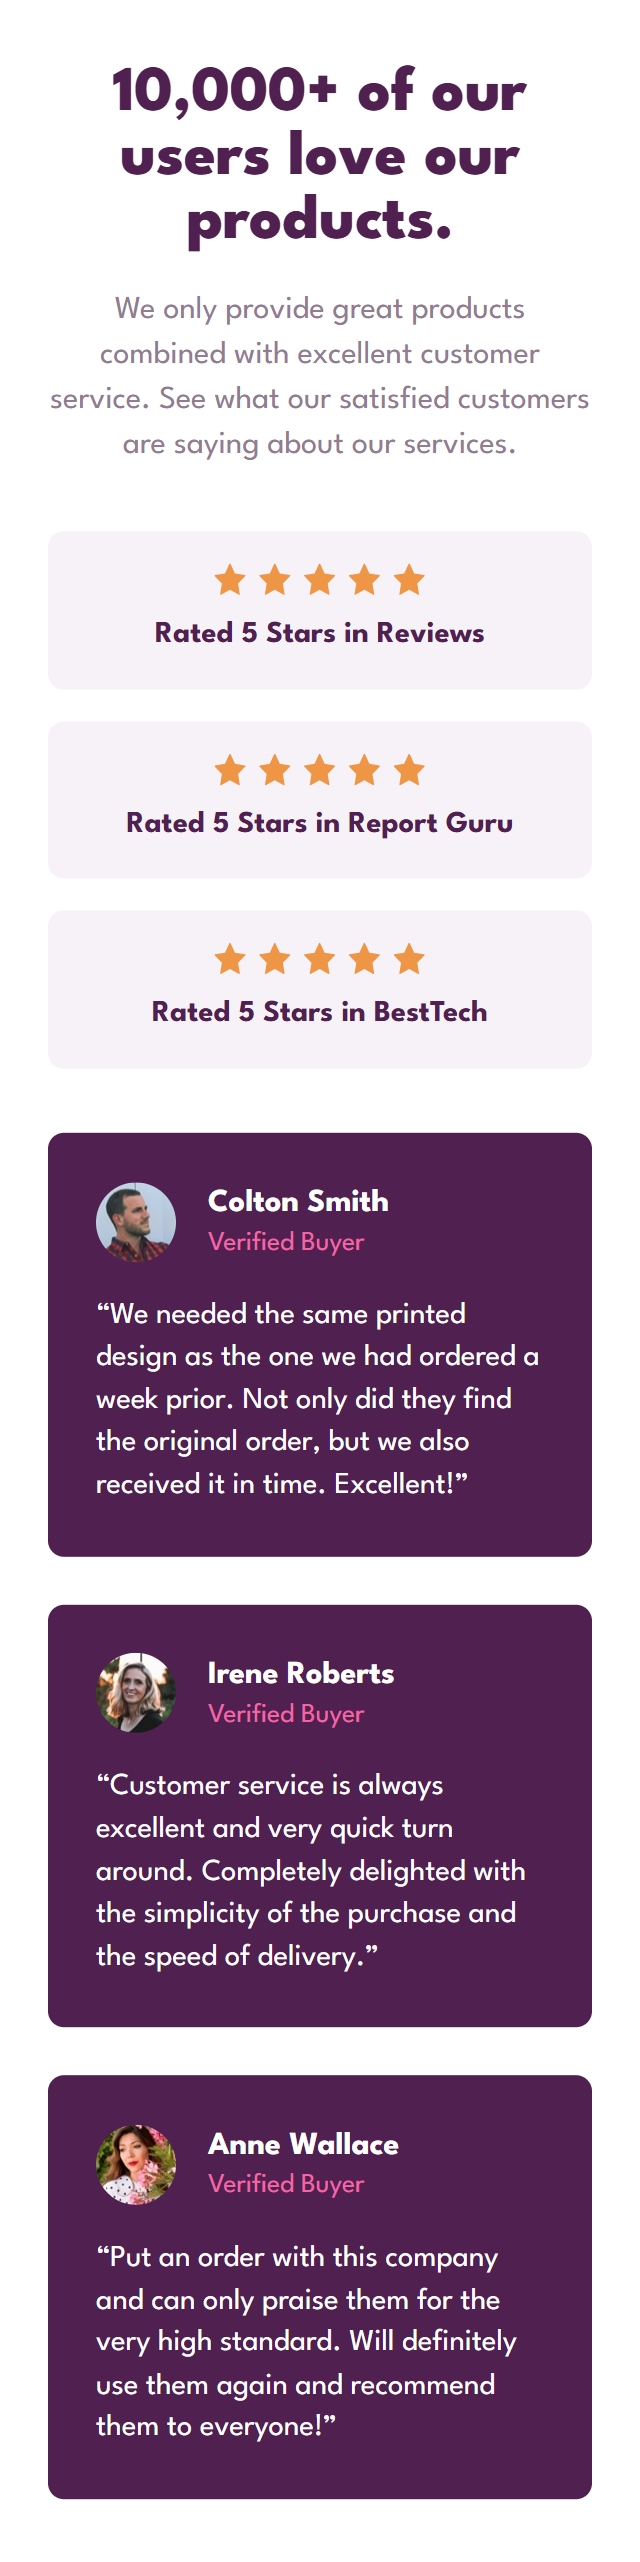 10,000+ of our
users love our
products.
We only provide great products
combined with excellent customer
service. See what our satisfied customers
are saying about our services.
Rated 5 Stars in Reviews
Rated 5 Stars in Report Guru
Rated 5 Stars in BestTech
Colton Smith
Verified Buyer
“We needed the same printed
design as the one we had ordered a
week prior. Not only did they find
the original order, but we also
received it in time. Excellent!”
Irene Roberts
Verified Buyer
“Customer service is always
excellent and very quick turn
around. Completely delighted with
the simplicity of the purchase and
the speed of delivery.”
Anne Wallace
Verified Buyer
“Put an order with this company
and can only praise them for the
very high standard. Will definitely
use them again and recommend
them to everyone!”